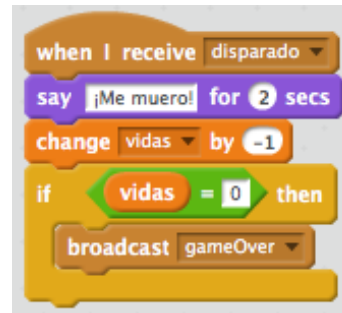 when I receive disparado
say ¡Me muero! for 2 secs
change vidas by -1
if vidas = 0 then
broadcast gameOver